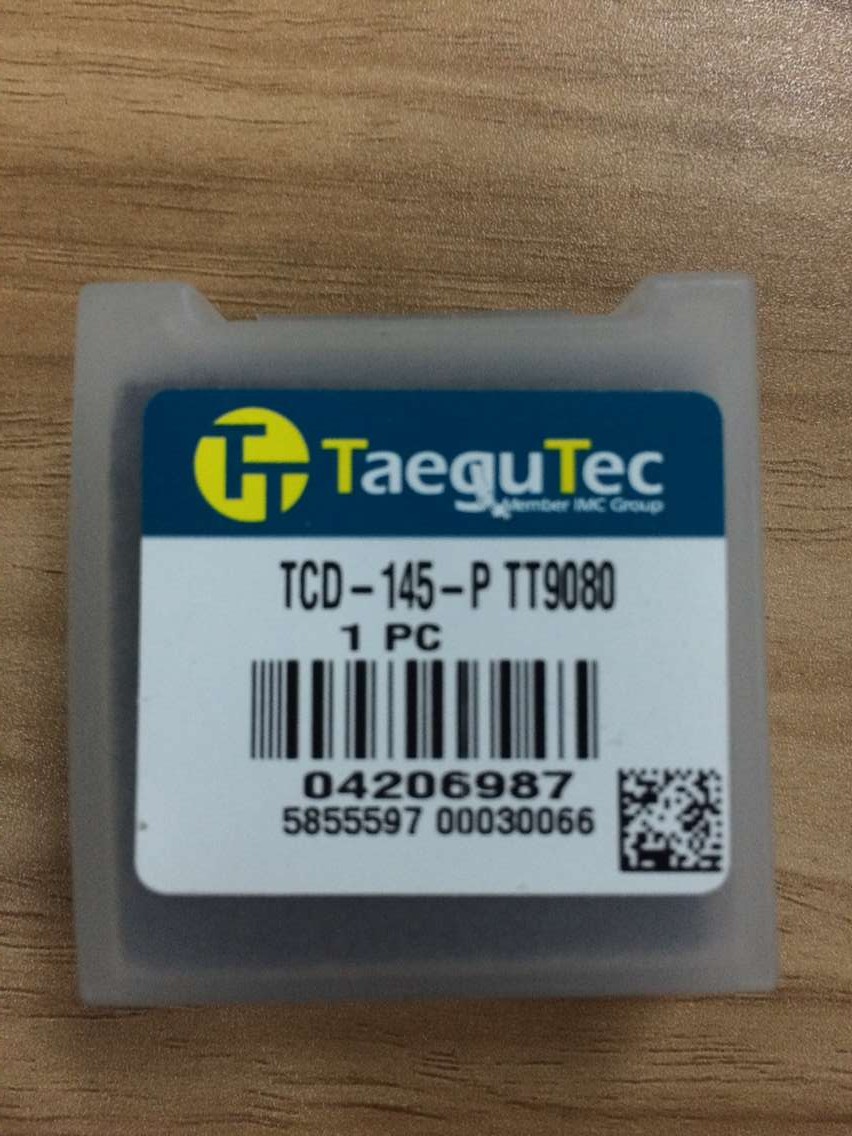 TaeguTec
Member IMC Group
TCD-145-P TT9080
1 PC
04206987
5855597 00030066